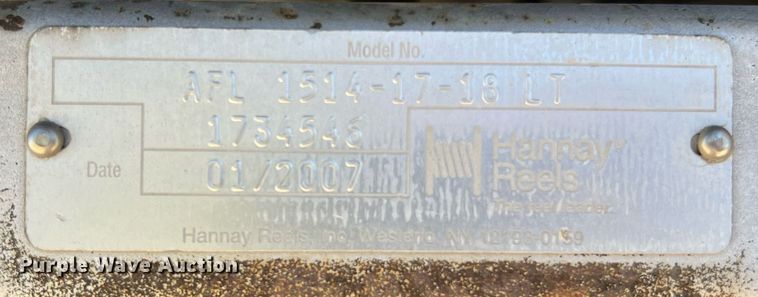 Model No.
AFL 1514-17-18 LT
1734546
Date 01/2007
Hannay
Reels
The reel leader.
Hannay Reels, Inc. Westerlo, NY 12193-0159
Purple Wave Auction